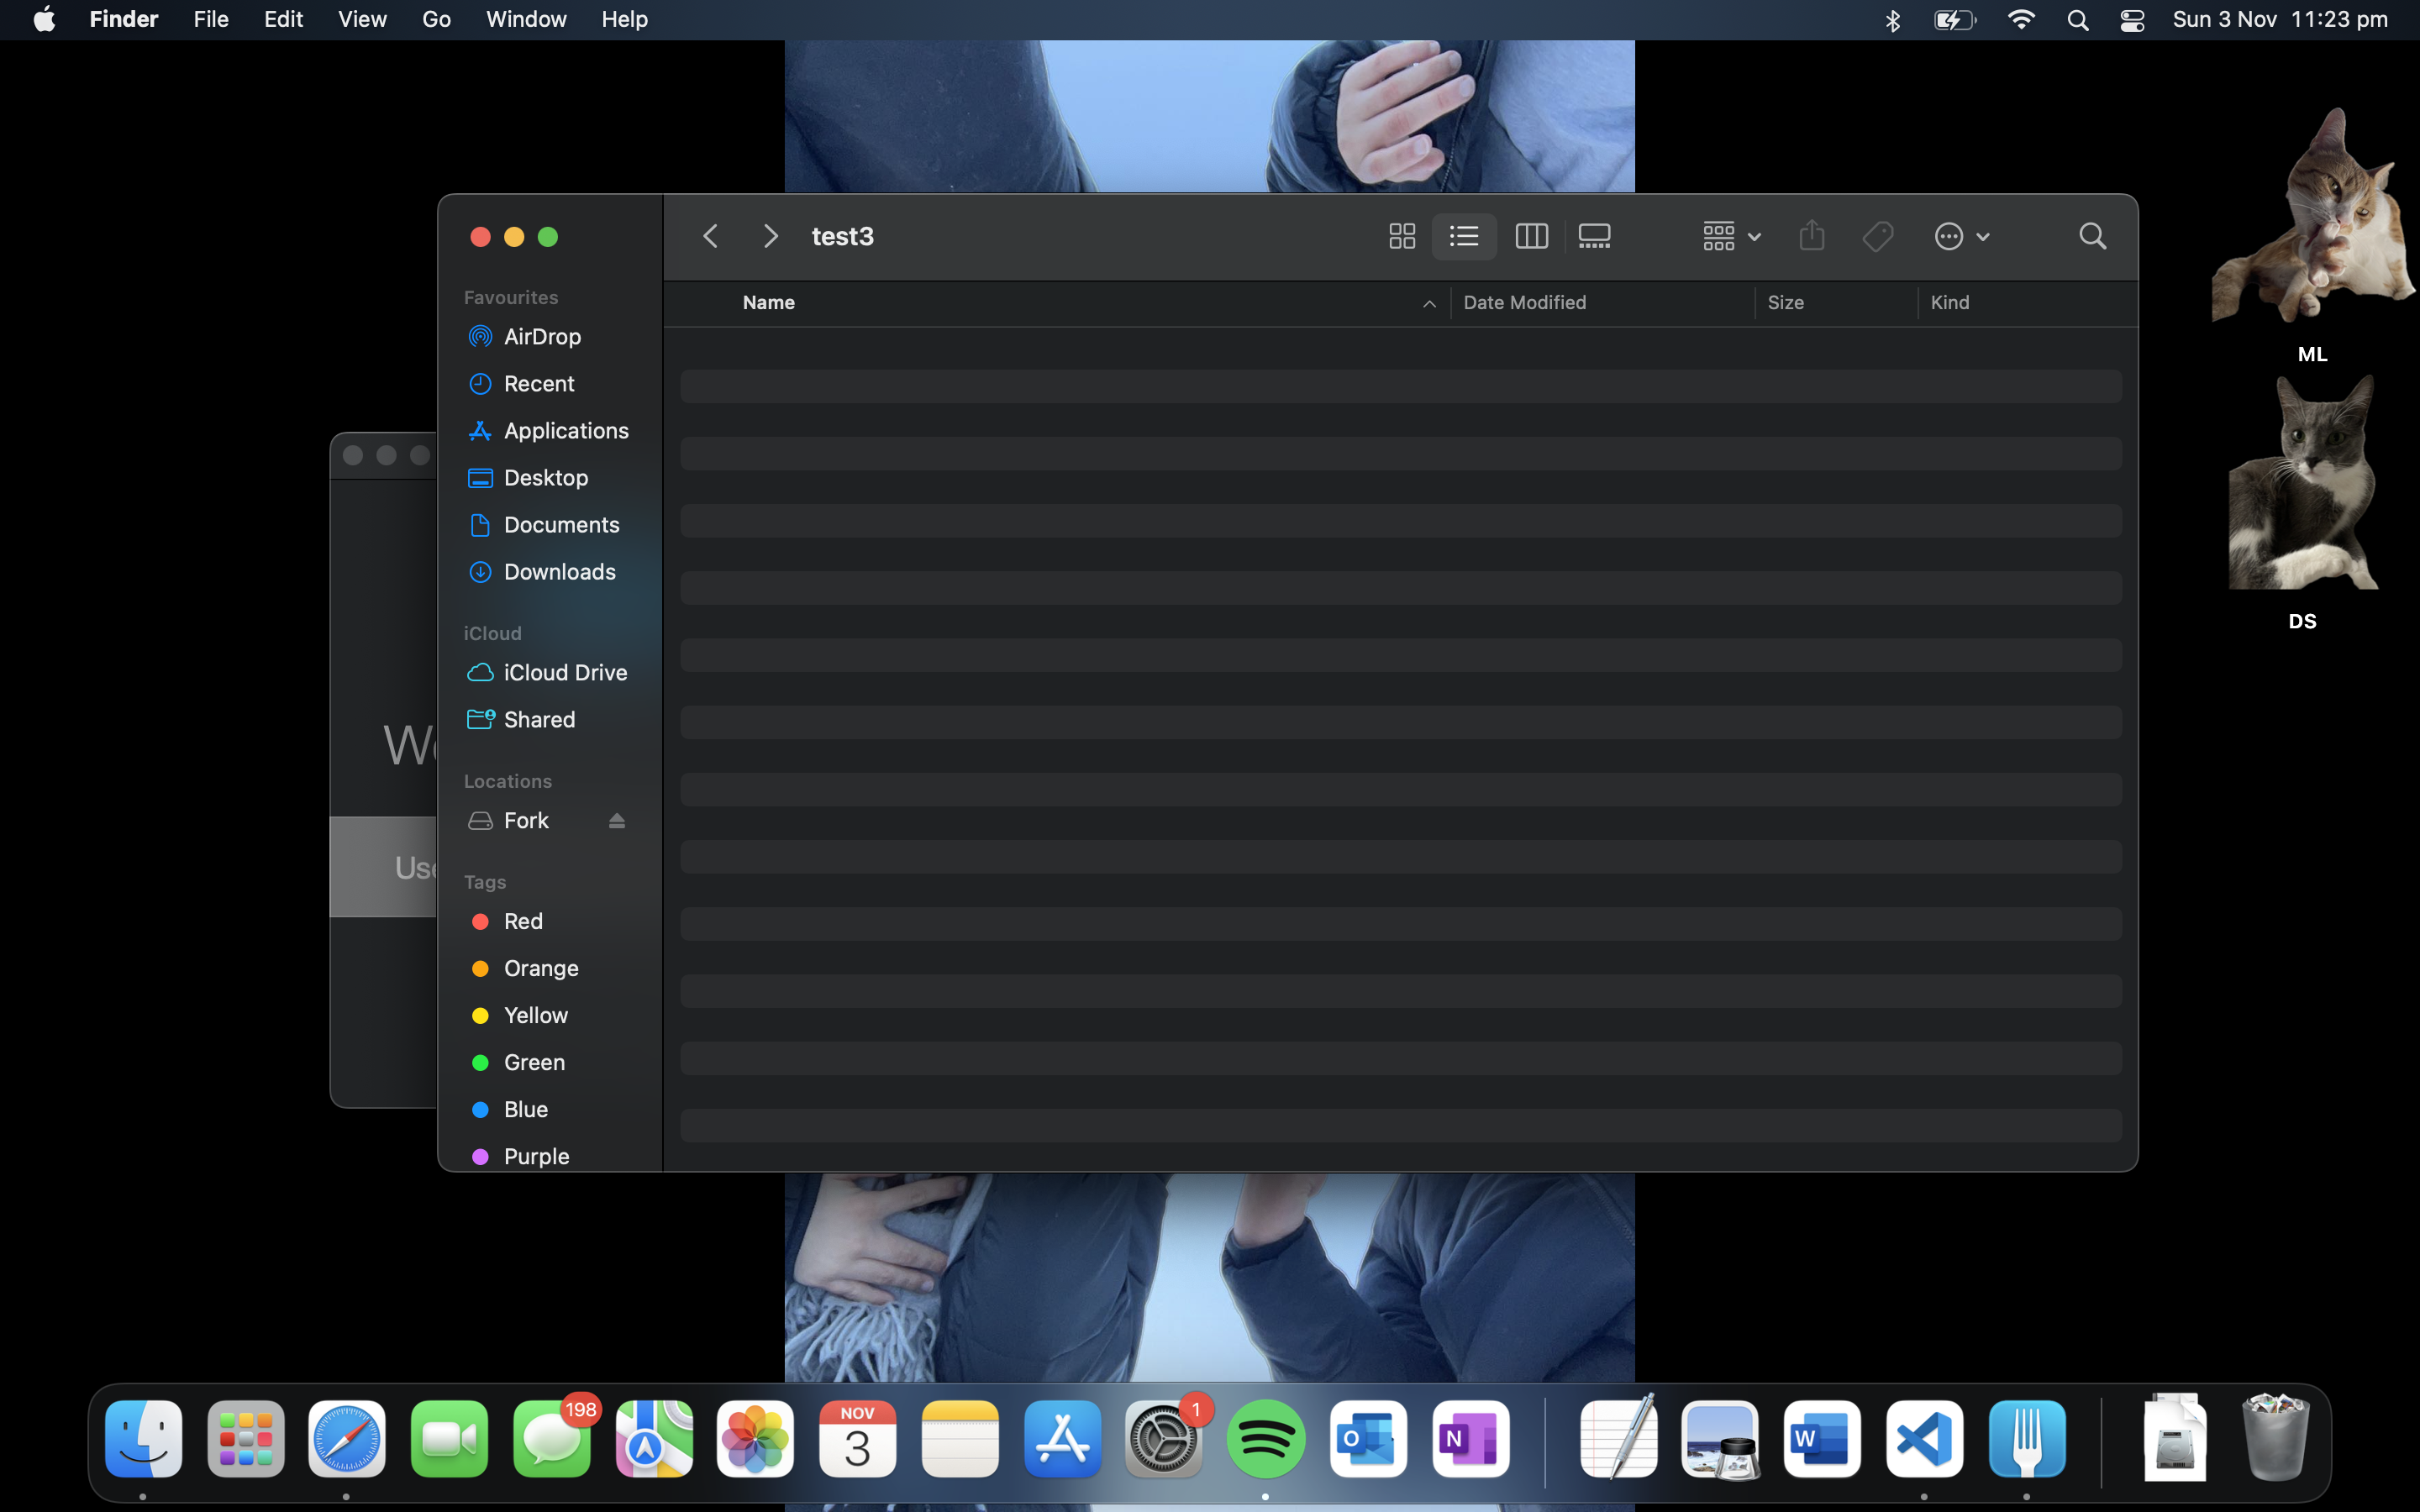 Finder File Edit View Go Window Help Sun 3 Nov 11:23 pm
test3
Name Date Modified Size Kind
Favourites
AirDrop
Recent
Applications
Desktop
Documents
Downloads
iCloud
iCloud Drive
Shared
Locations
Fork
Tags
Red
Orange
Yellow
Green
Blue
Purple
ML
DS
198
NOV
3
1
O
N
W